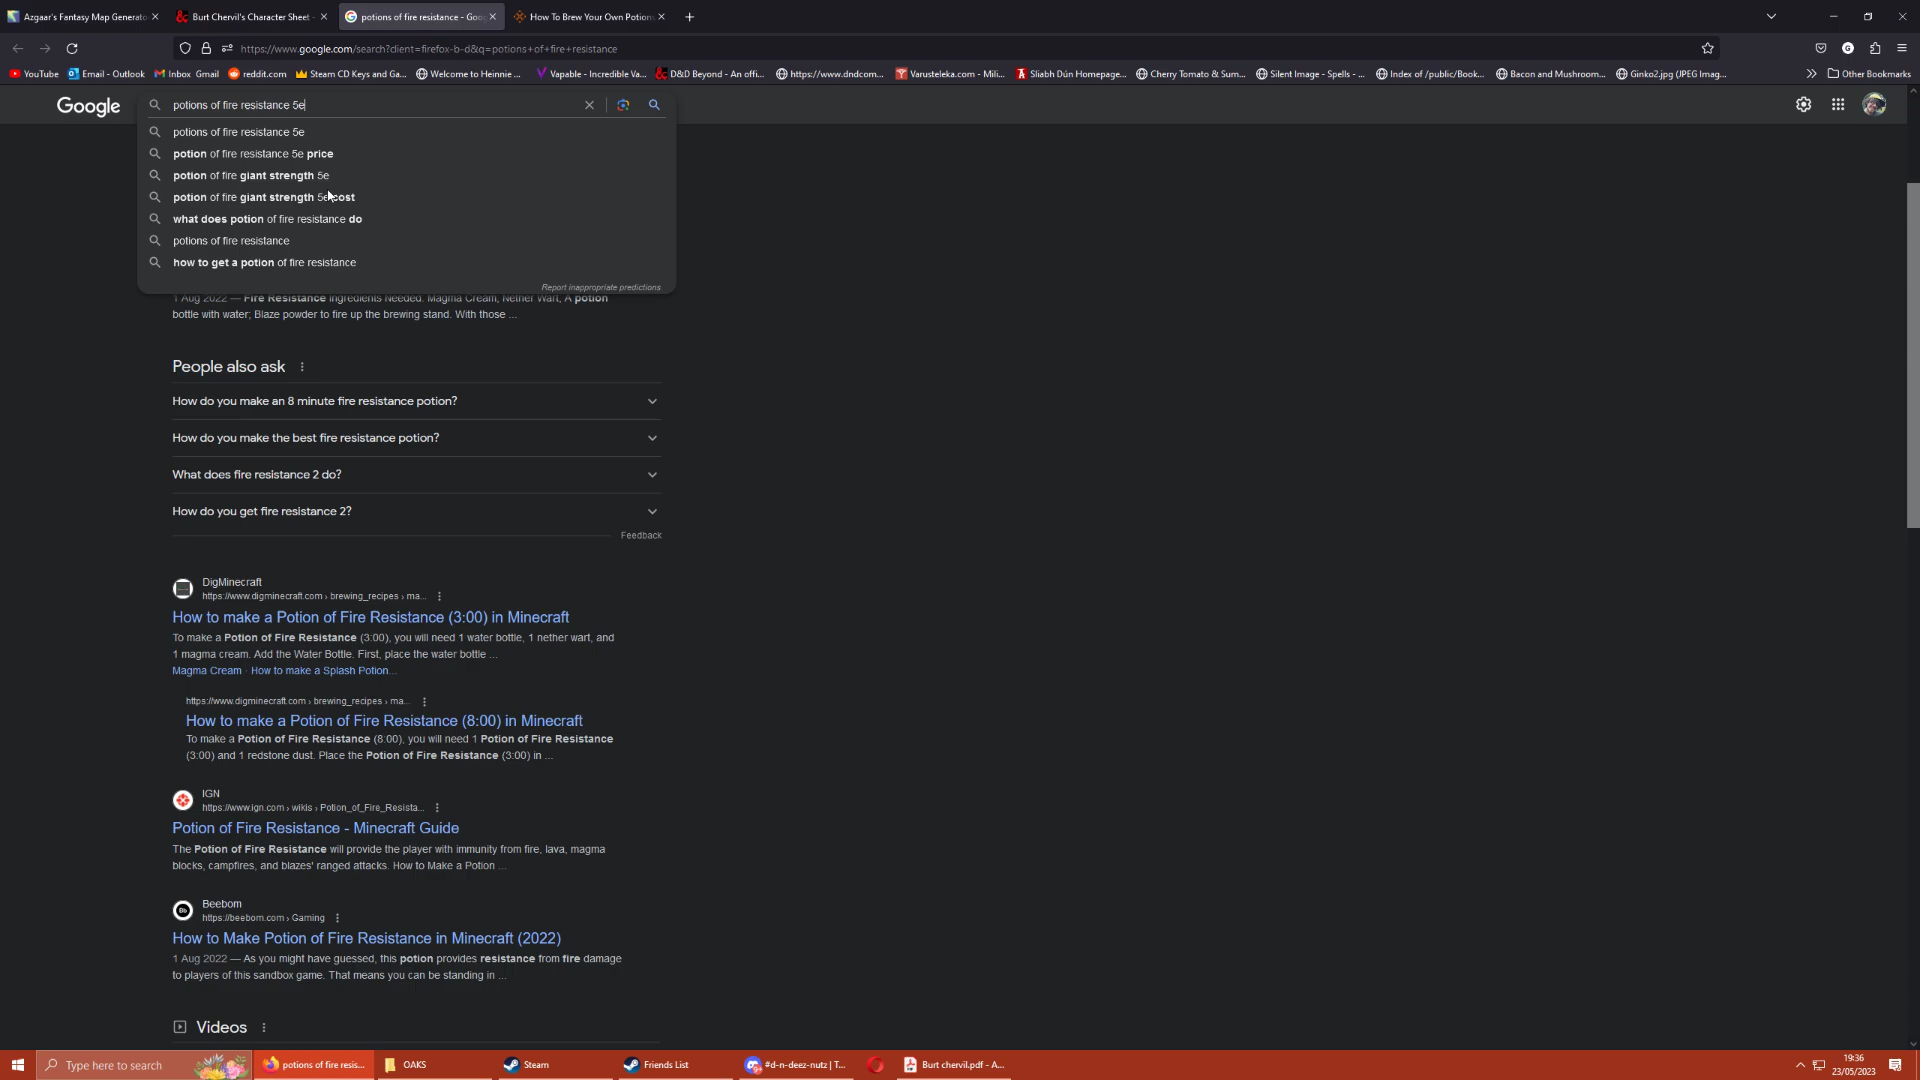 Azgaar's Fantasy Map Generato
Burt Chervil's Character Sheet -
potions of fire resistance - Goo
How To Brew Your Own Potion
https://www.google.com/search?client=firefox-b-d&q=potions+of+fire+resistance
YouTube
Email - Outlook
Inbox Gmail
reddit.com
Steam CD Keys and Ga...
Welcome to Heinnie ...
Vapable - Incredible Va...
D&D Beyond - An offi...
https://www.dndcom...
Varusteleka.com - Mili...
Sliabh Dún Homepage...
Cherry Tomato & Sum...
Silent Image - Spells - ...
Index of /public/Book...
Bacon and Mushroom...
Ginko2.jpg (JPEG Imag...
Other Bookmarks
Google
potions of fire resistance 5e
potions of fire resistance 5e
potion of fire resistance 5e price
potion of fire giant strength 5e
potion of fire giant strength 5e cost
what does potion of fire resistance do
potions of fire resistance
how to get a potion of fire resistance
Report inappropriate predictions
1 Aug 2022 — Fire Resistance Ingredients Needed. Magma Cream, Nether Wart, A potion
bottle with water; Blaze powder to fire up the brewing stand. With those ...
People also ask
How do you make an 8 minute fire resistance potion?
How do you make the best fire resistance potion?
What does fire resistance 2 do?
How do you get fire resistance 2?
Feedback
DigMinecraft
https://www.digminecraft.com › brewing_recipes › ma...
How to make a Potion of Fire Resistance (3:00) in Minecraft
To make a Potion of Fire Resistance (3:00), you will need 1 water bottle, 1 nether wart, and
1 magma cream. Add the Water Bottle. First, place the water bottle ...
Magma Cream · How to make a Splash Potion...
https://www.digminecraft.com › brewing_recipes › ma...
How to make a Potion of Fire Resistance (8:00) in Minecraft
To make a Potion of Fire Resistance (8:00), you will need 1 Potion of Fire Resistance
(3:00) and 1 redstone dust. Place the Potion of Fire Resistance (3:00) in ...
IGN
https://www.ign.com › wikis › Potion_of_Fire_Resista...
Potion of Fire Resistance - Minecraft Guide
The Potion of Fire Resistance will provide the player with immunity from fire, lava, magma
blocks, campfires, and blazes' ranged attacks. How to Make a Potion ...
Beebom
https://beebom.com › Gaming
How to Make Potion of Fire Resistance in Minecraft (2022)
1 Aug 2022 — As you might have guessed, this potion provides resistance from fire damage
to players of this sandbox game. That means you can be standing in ...
Videos
Type here to search
potions of fire resis...
OAKS
Steam
Friends List
#d-n-deez-nutz | T...
Burt chervil.pdf - A...
19:36
23/05/2023